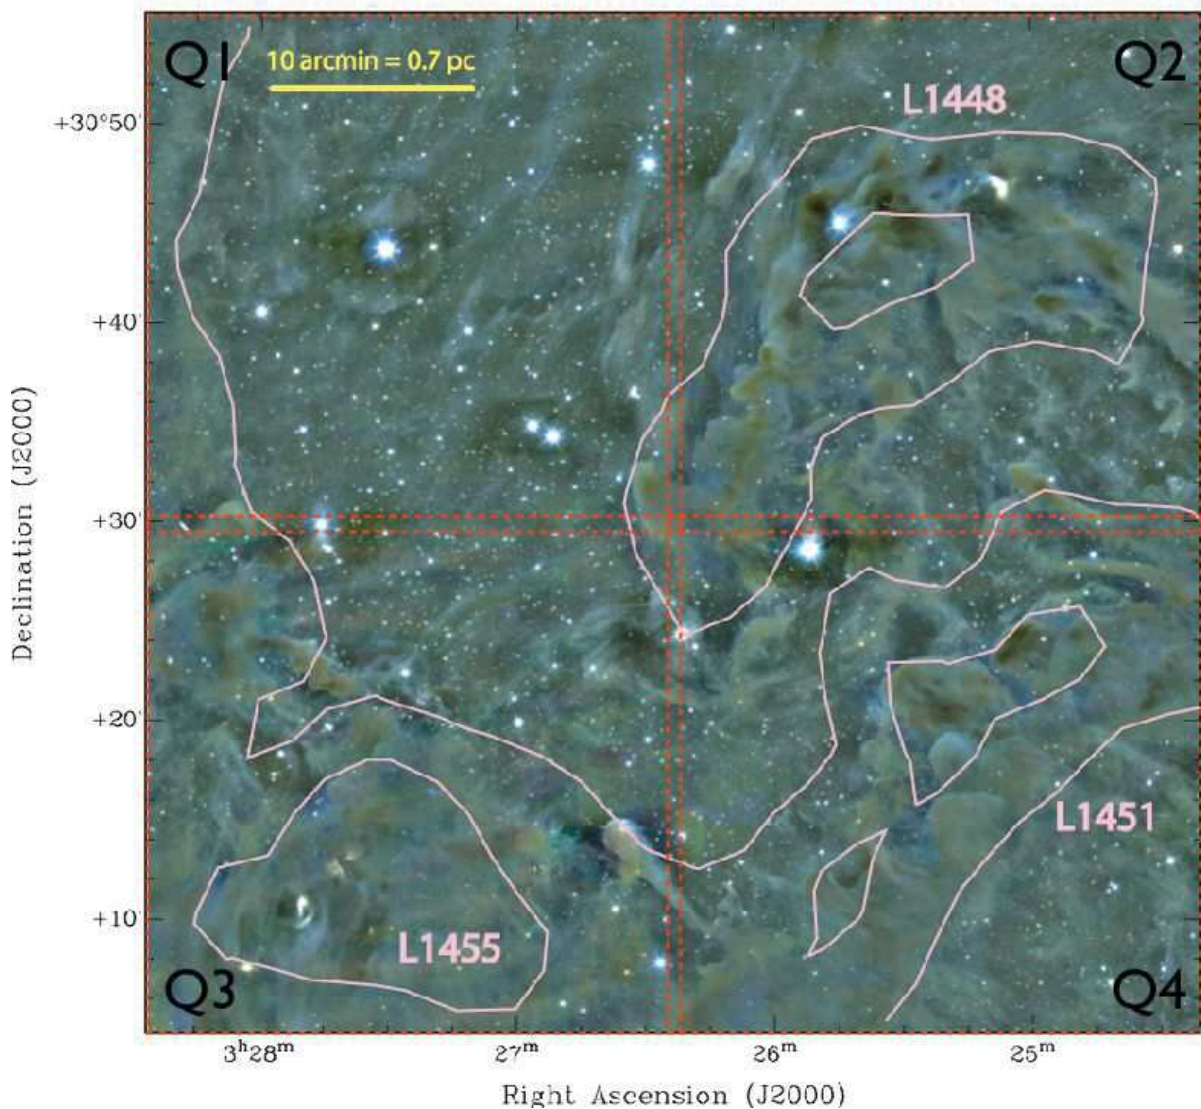 Q1
10 arcmin = 0.7 pc
Q2
L1448
+30°50'
+40'
+30'
+20'
+10'
Declination (J2000)
L1451
L1455
Q3
Q4
3h28m
27m
26m
25m
Right Ascension (J2000)